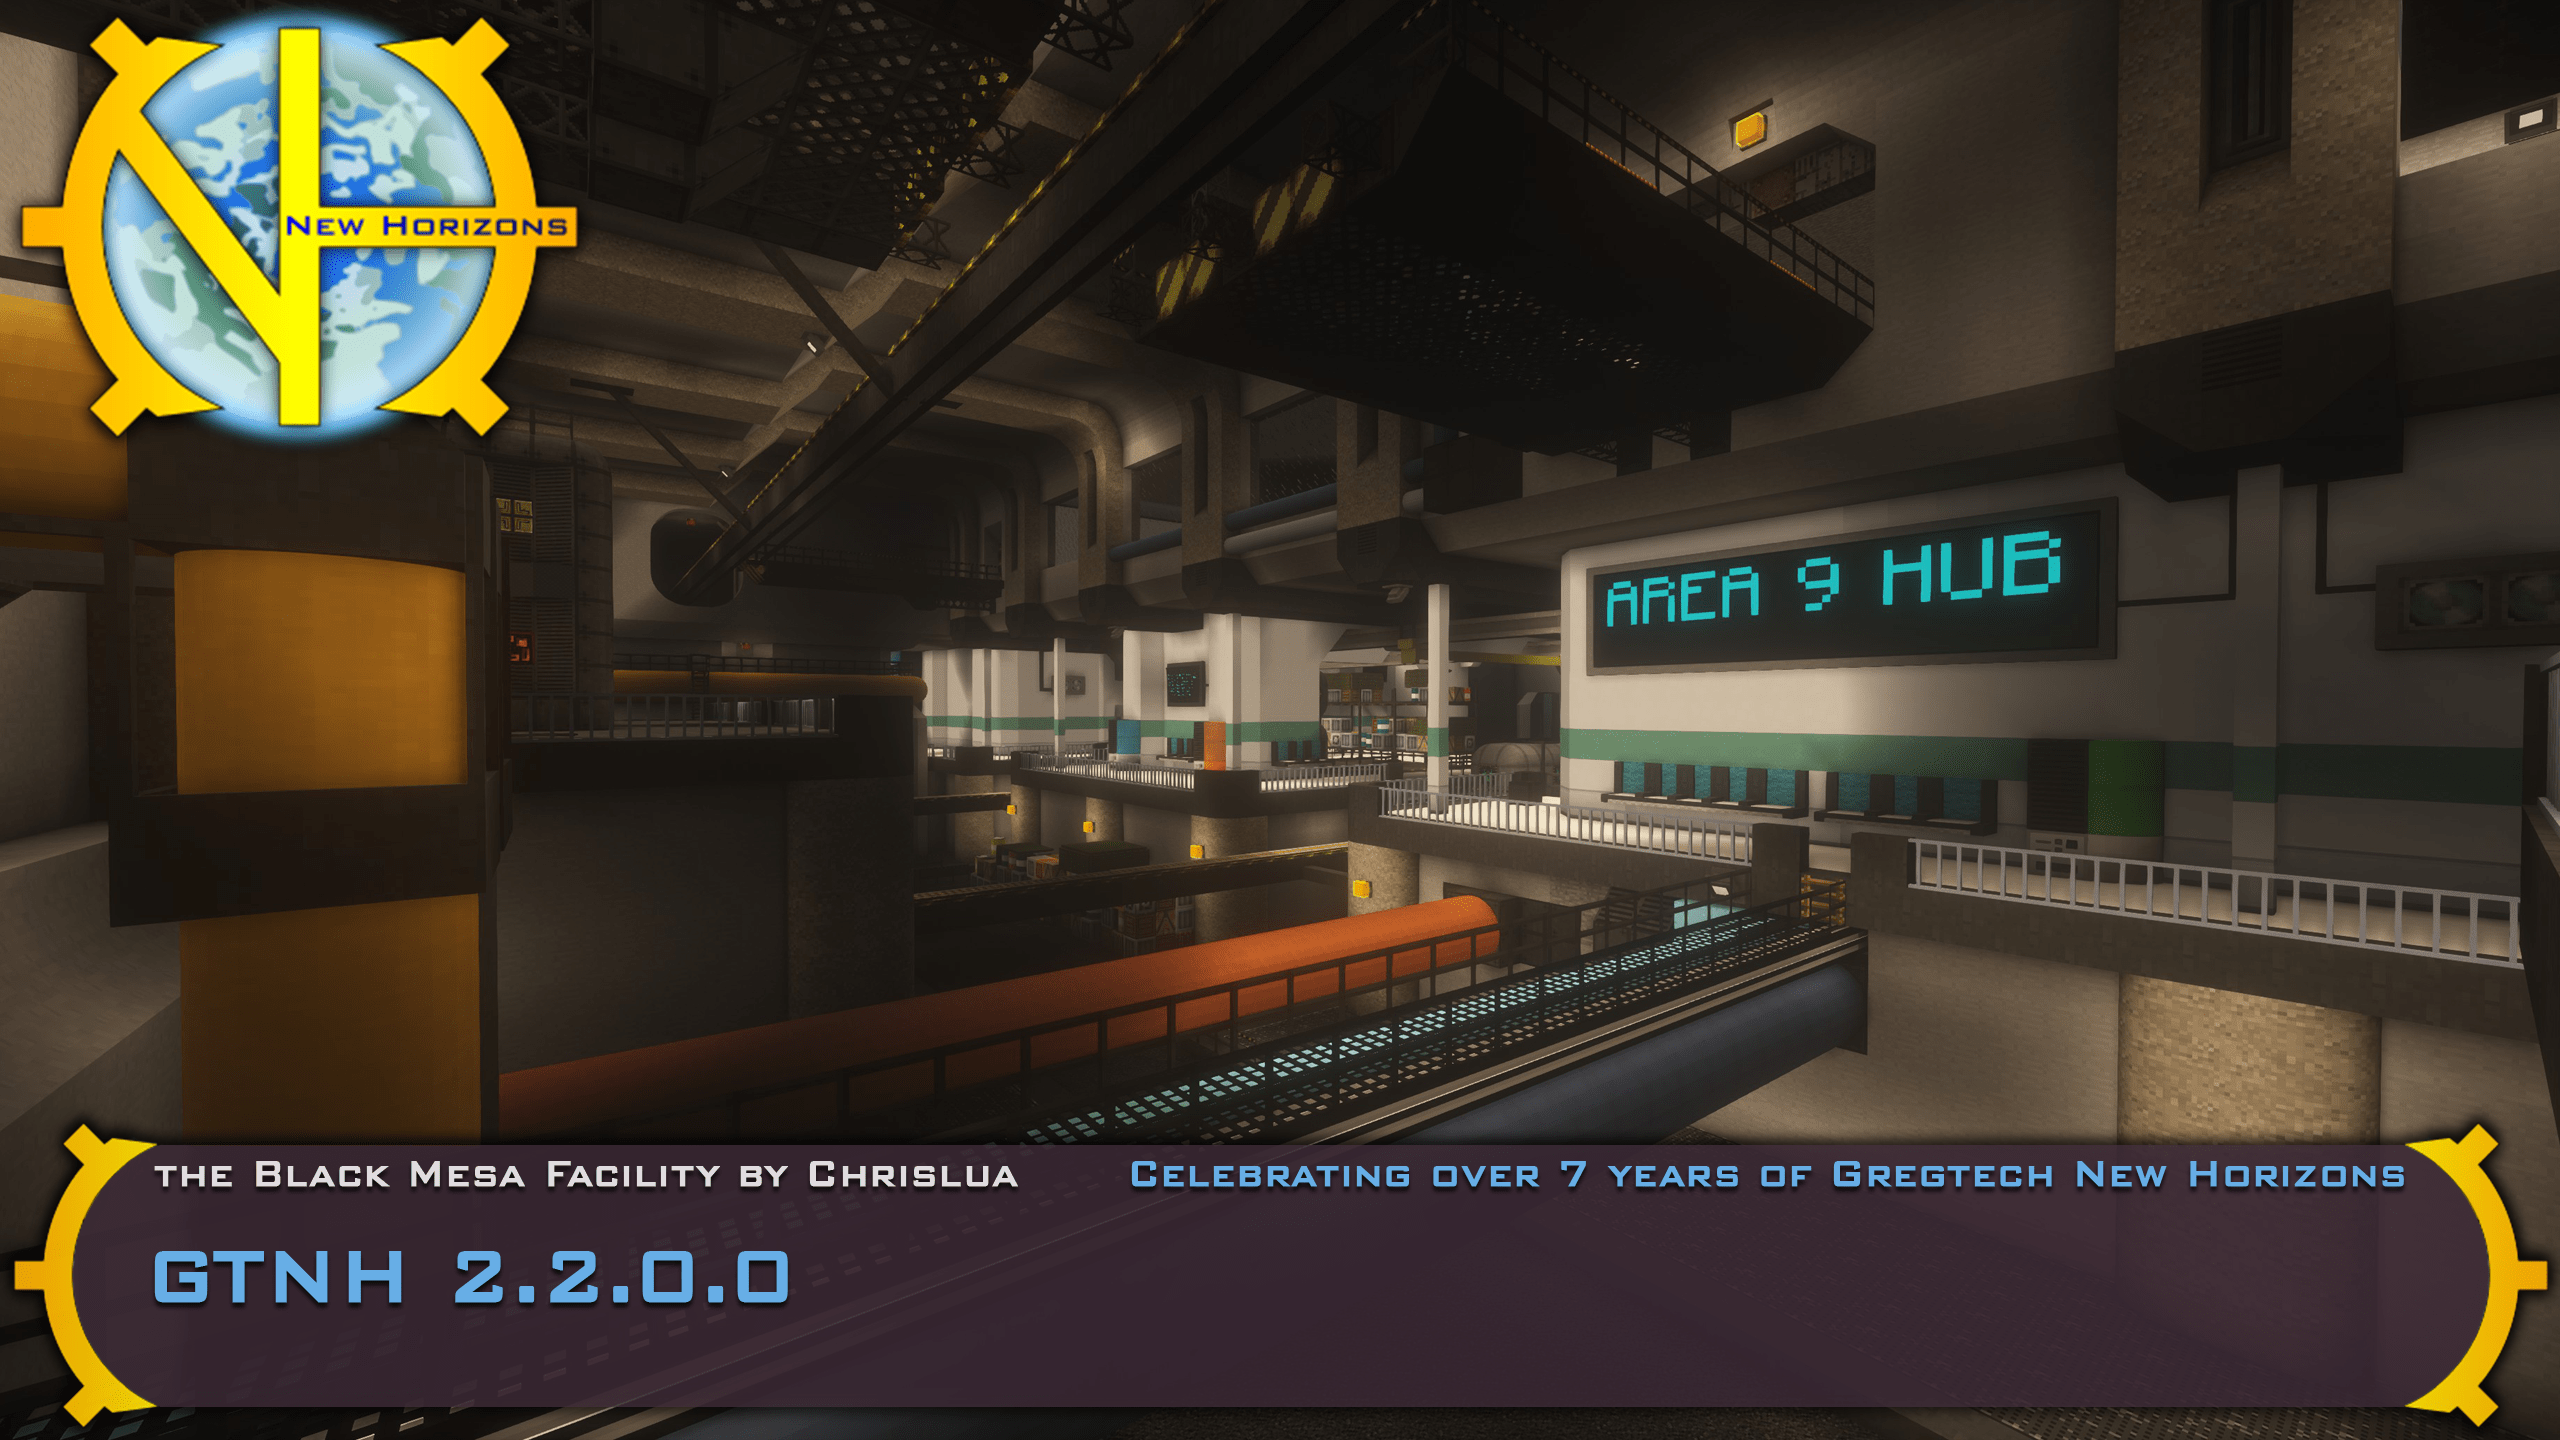 New Horizons
AREA 9 HUB
the Black Mesa Facility by Chrislua
Celebrating over 7 years of Gregtech New Horizons
GTNH 2.2.0.0